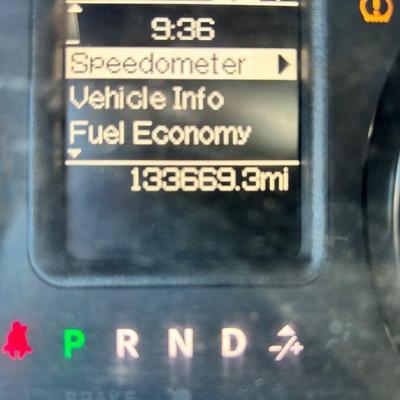 9:36
Speedometer
Vehicle Info
Fuel Economy
133669.3mi
P R N D -/+